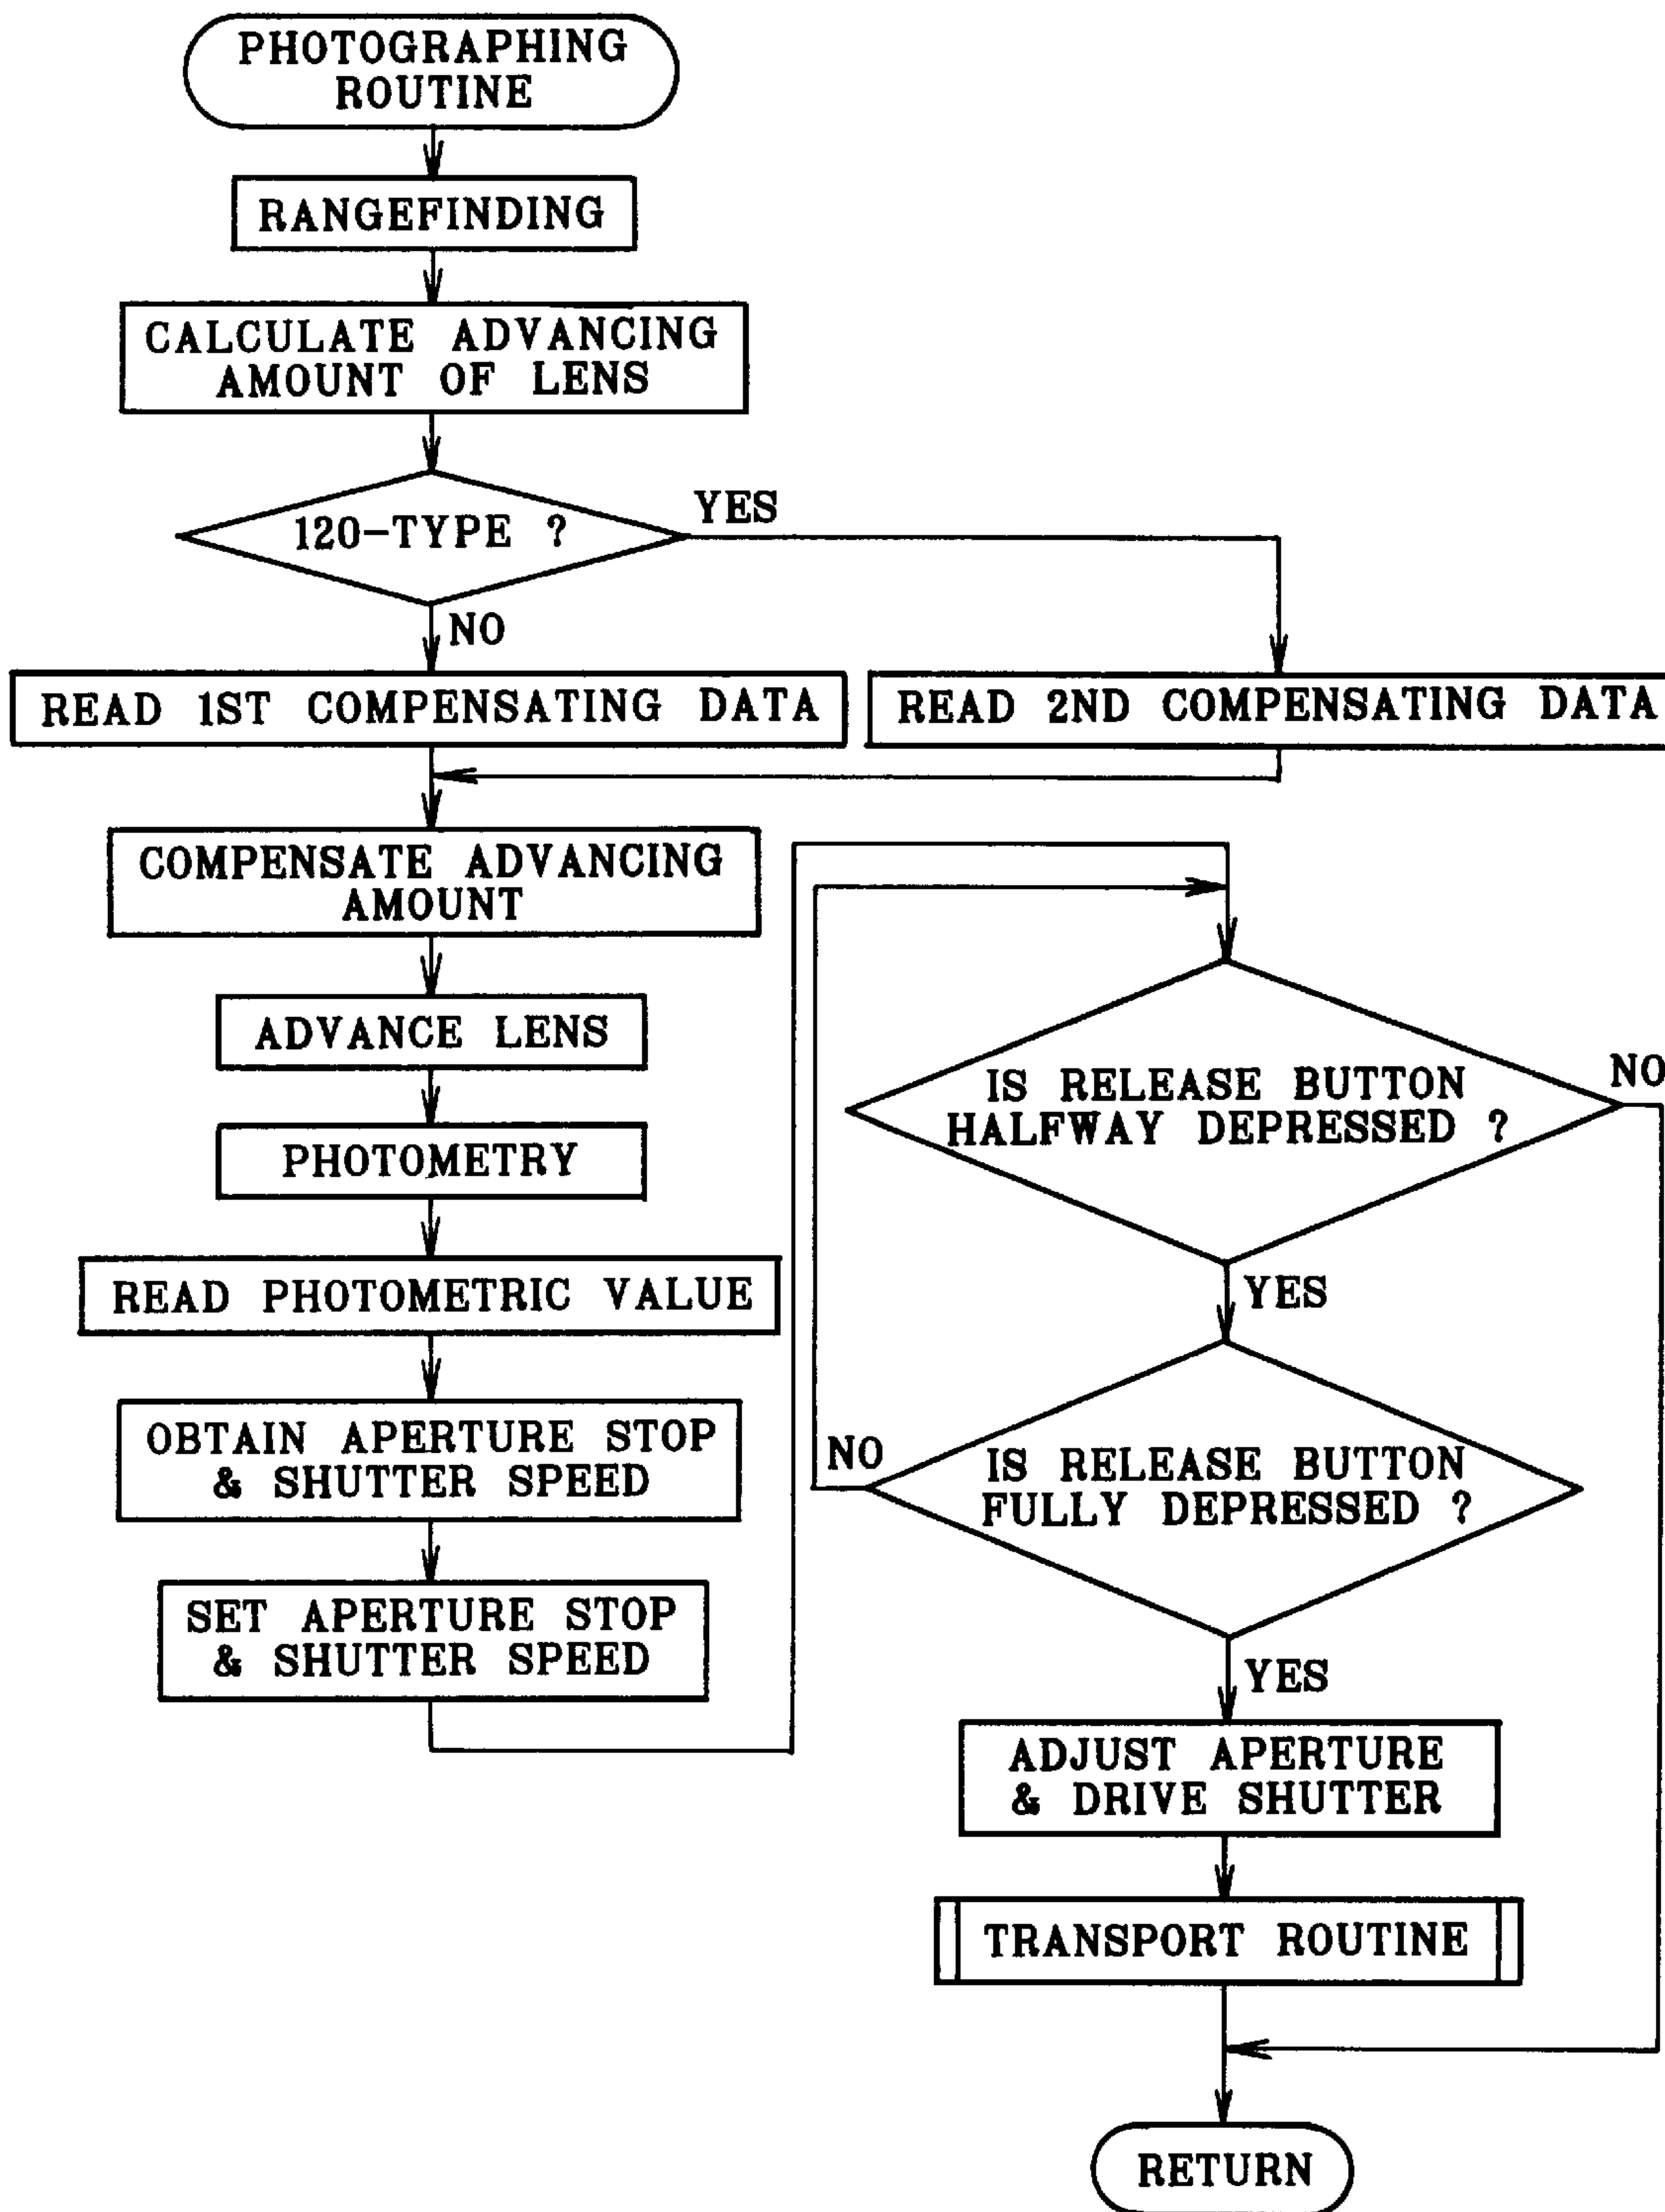 PHOTOGRAPHING
ROUTINE
RANGEFINDING
CALCULATE ADVANCING
AMOUNT OF LENS
120-TYPE ?
YES
NO
READ 1ST COMPENSATING DATA
READ 2ND COMPENSATING DATA
COMPENSATE ADVANCING
AMOUNT
ADVANCE LENS
PHOTOMETRY
READ PHOTOMETRIC VALUE
OBTAIN APERTURE STOP
& SHUTTER SPEED
SET APERTURE STOP
& SHUTTER SPEED
IS RELEASE BUTTON
HALFWAY DEPRESSED ?
NO
YES
IS RELEASE BUTTON
FULLY DEPRESSED ?
NO
YES
ADJUST APERTURE
& DRIVE SHUTTER
TRANSPORT ROUTINE
RETURN